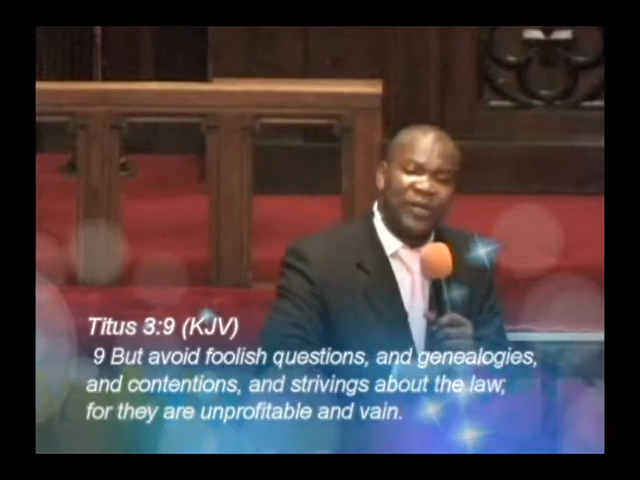 Titus 3:9 (KJV)
9 But avoid foolish questions, and genealogies,
and contentions, and strivings about the law;
for they are unprofitable and vain.